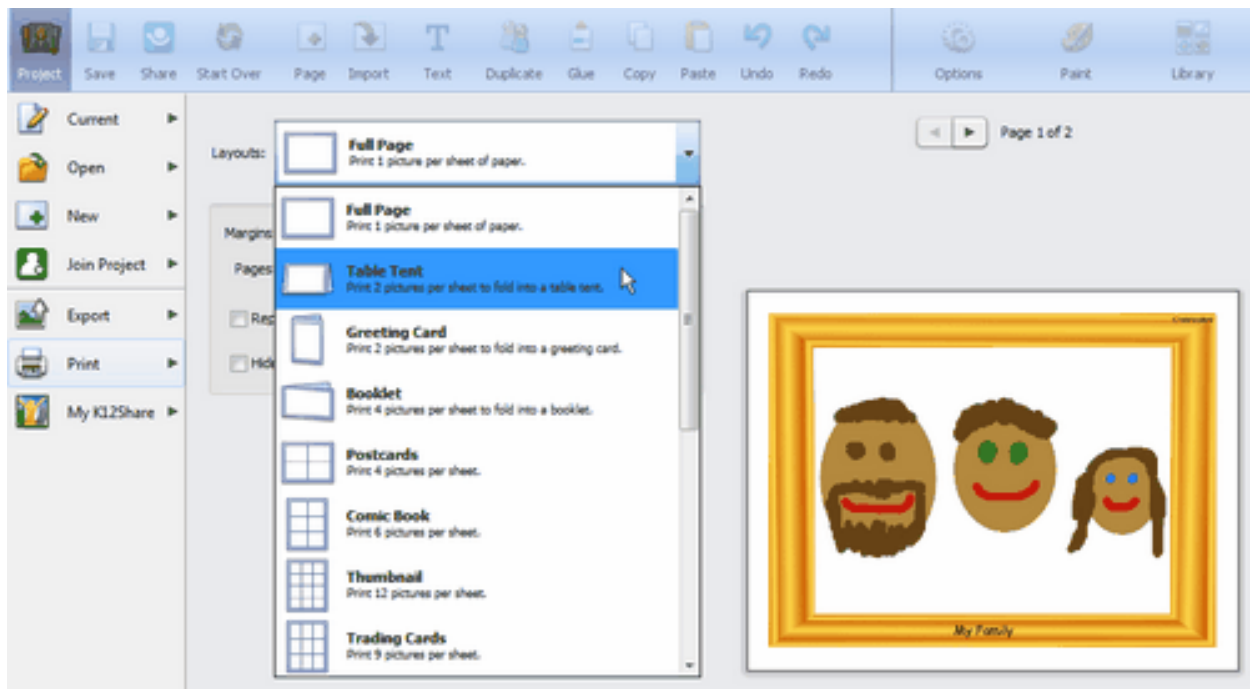 Project Save Share Start Over Page Import Text Duplicate Glue Copy Paste Undo Redo Options Paint Library
Current
Open
New
Join Project
Export
Print
My K12Share
Layouts:
Full Page
Print 1 picture per sheet of paper.
Full Page
Print 1 picture per sheet of paper.
Table Tent
Print 2 pictures per sheet to fold into a table tent.
Greeting Card
Print 2 pictures per sheet to fold into a greeting card.
Booklet
Print 4 pictures per sheet to fold into a booklet.
Postcards
Print 4 pictures per sheet.
Comic Book
Print 6 pictures per sheet.
Thumbnail
Print 12 pictures per sheet.
Trading Cards
Print 9 pictures per sheet.
Margins
Pages
Rep
Hide
Page 1 of 2
My Family